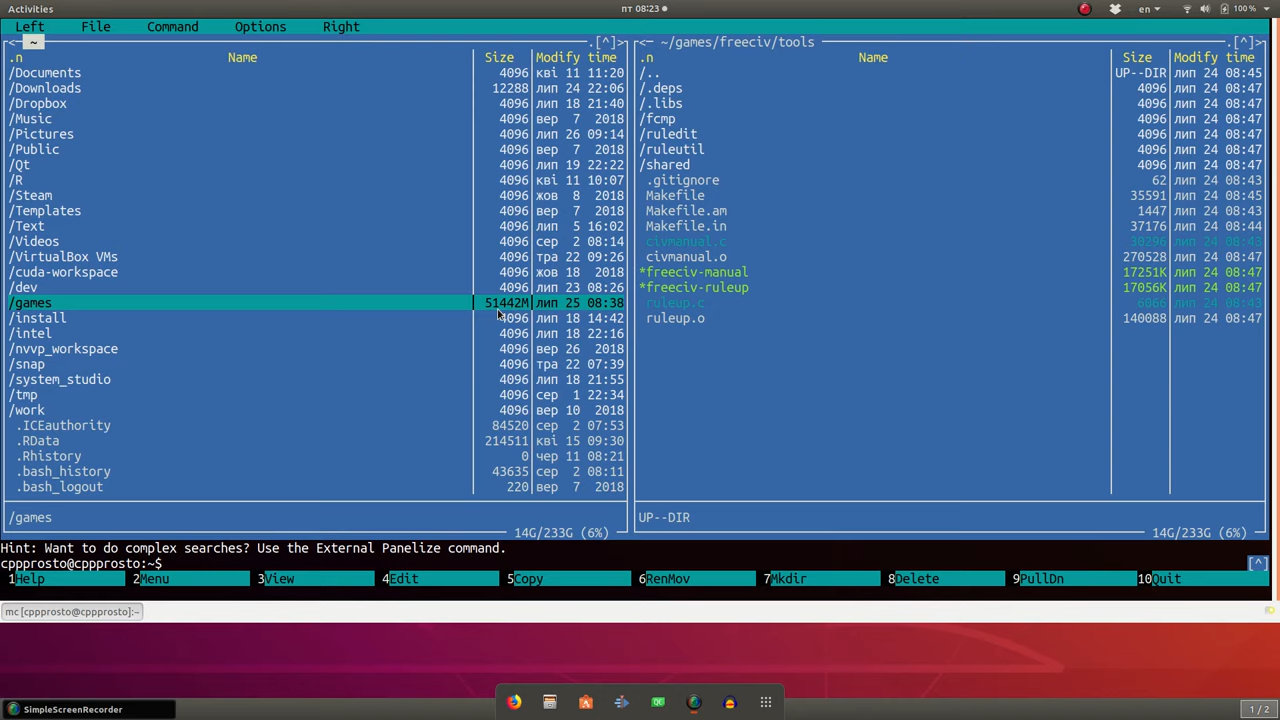 Activities
пт 08:23
en
100 %
Left File Command Options Right
<─ ~ .[^]>
.n Name Size Modify time
/Documents 4096 кві 11 11:20
/Downloads 12288 лип 24 22:06
/Dropbox 4096 лип 18 21:40
/Music 4096 вер 7 2018
/Pictures 4096 лип 26 09:14
/Public 4096 вер 7 2018
/Qt 4096 лип 19 22:22
/R 4096 кві 11 10:07
/Steam 4096 жов 8 2018
/Templates 4096 вер 7 2018
/Text 4096 лип 5 16:02
/Videos 4096 сер 2 08:14
/VirtualBox VMs 4096 тра 22 09:26
/cuda-workspace 4096 жов 18 2018
/dev 4096 лип 23 08:26
/games 51442M лип 25 08:38
/install 4096 лип 18 14:42
/intel 4096 лип 18 22:16
/nvvp_workspace 4096 вер 26 2018
/snap 4096 тра 22 07:39
/system_studio 4096 лип 18 21:55
/tmp 4096 сер 1 22:34
/work 4096 вер 10 2018
.ICEauthority 84520 сер 2 07:53
.RData 214511 кві 15 09:30
.Rhistory 0 чер 11 08:21
.bash_history 43635 сер 2 08:11
.bash_logout 220 вер 7 2018
/games
14G/233G (6%)
<─ ~/games/freeciv/tools .[^]>
.n Name Size Modify time
/.. UP--DIR лип 24 08:45
/.deps 4096 лип 24 08:45
/.libs 4096 лип 24 08:47
/fcmp 4096 лип 24 08:47
/ruledit 4096 лип 24 08:47
/ruleutil 4096 лип 24 08:47
/shared 4096 лип 24 08:45
.gitignore 62 лип 24 08:43
Makefile 35591 лип 24 08:45
Makefile.am 1447 лип 24 08:43
Makefile.in 37176 лип 24 08:44
civmanual.c 30296 лип 24 08:43
civmanual.o 270528 лип 24 08:47
*freeciv-manual 17251K лип 24 08:47
*freeciv-ruleup 17056K лип 24 08:47
ruleup.c 6866 лип 24 08:43
ruleup.o 140088 лип 24 08:47
UP--DIR
14G/233G (6%)
Hint: Want to do complex searches? Use the External Panelize command.
cppprosto@cppprosto:~$ [^]
1Help 2Menu 3View 4Edit 5Copy 6RenMov 7Mkdir 8Delete 9PullDn 10Quit
mc [cppprosto@cppprosto]:~
SimpleScreenRecorder
1 / 2